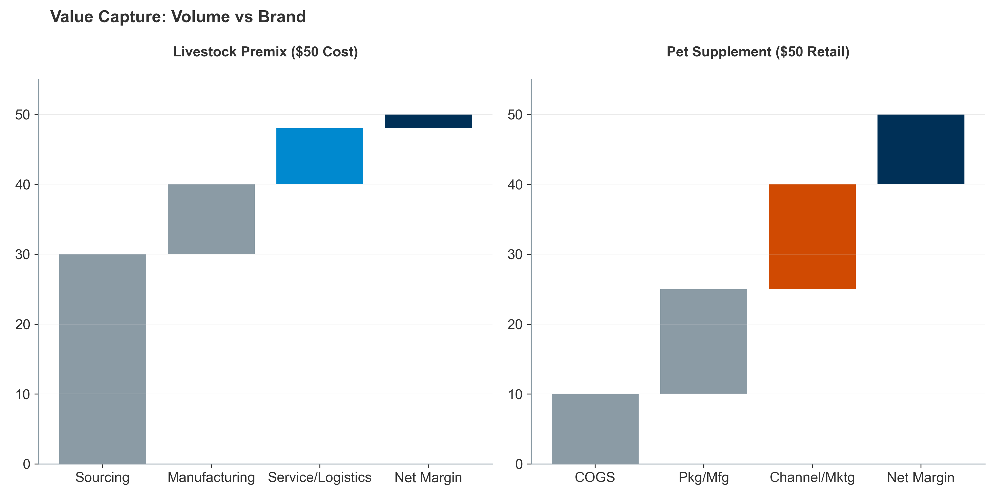 Value Capture: Volume vs Brand
Livestock Premix ($50 Cost)
50
40
30
20
10
0
Sourcing
Manufacturing
Service/Logistics
Net Margin
Pet Supplement ($50 Retail)
50
40
30
20
10
0
COGS
Pkg/Mfg
Channel/Mktg
Net Margin